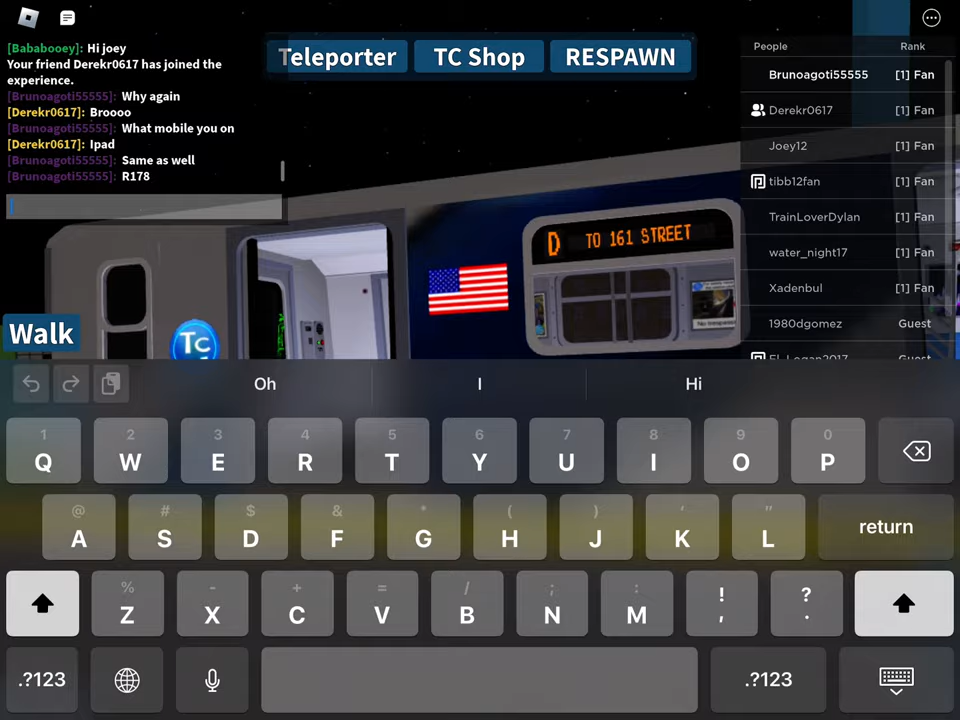 Teleporter TC Shop RESPAWN
[Bababooey]: Hi joey
Your friend Derekr0617 has joined the
experience.
[Brunoagoti55555]: Why again
[Derekr0617]: Broooo
[Brunoagoti55555]: What mobile you on
[Derekr0617]: Ipad
[Brunoagoti55555]: Same as well
[Brunoagoti55555]: R178
People Rank
Brunoagoti55555 [1] Fan
Derekr0617 [1] Fan
Joey12 [1] Fan
tibb12fan [1] Fan
TrainLoverDylan [1] Fan
water_night17 [1] Fan
Xadenbul [1] Fan
1980dgomez Guest
El_Logan2017 Guest
D TO 161 STREET
Walk
Tc
Oh I Hi
1 2 3 4 5 6 7 8 9 0
Q W E R T Y U I O P
@ # $ & * ( ) ' "
A S D F G H J K L return
% - + = / ; : ! ?
Z X C V B N M , .
.?123 .?123